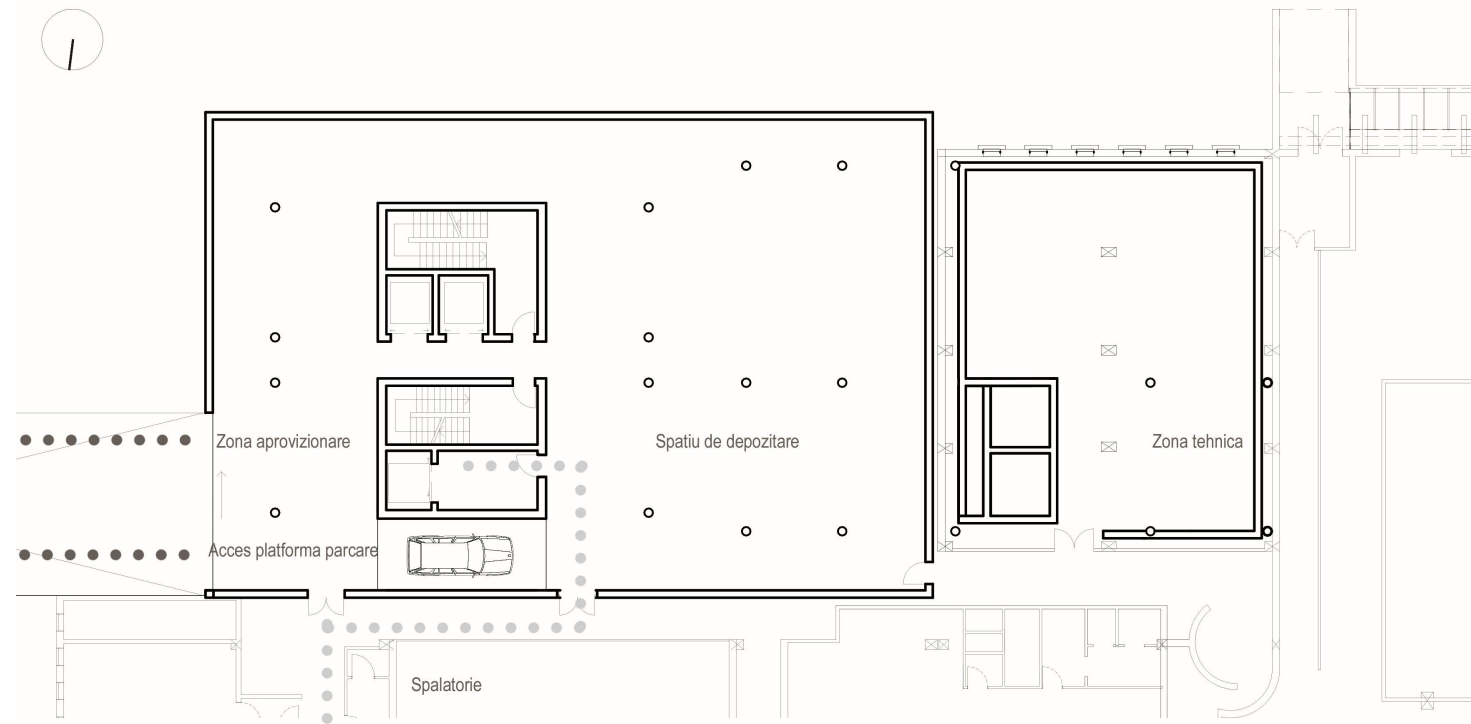 Zona aprovizionare
Spatiu de depozitare
Zona tehnica
Acces platforma parcare
Spalatorie